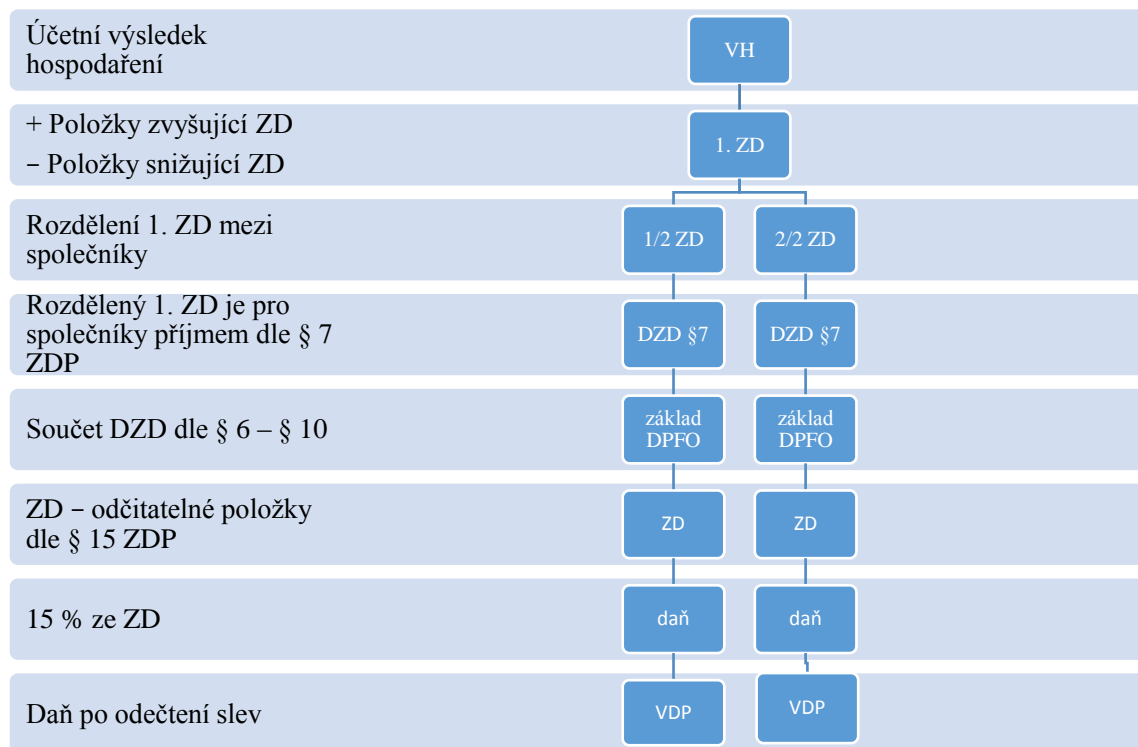 Účetní výsledek
hospodaření
VH
+ Položky zvyšující ZD
− Položky snižující ZD
1. ZD
Rozdělení 1. ZD mezi
společníky
1/2 ZD
2/2 ZD
Rozdělený 1. ZD je pro
společníky příjmem dle § 7
ZDP
DZD §7
DZD §7
Součet DZD dle § 6 – § 10
základ
DPFO
základ
DPFO
ZD − odčitatelné položky
dle § 15 ZDP
ZD
ZD
15 % ze ZD
daň
daň
Daň po odečtení slev
VDP
VDP